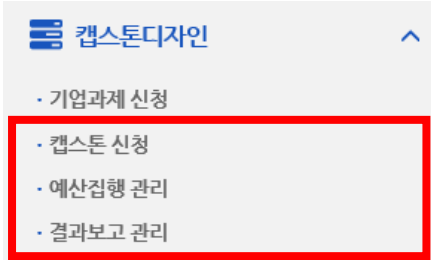 캡스톤디자인
· 기업과제 신청
· 캡스톤 신청
· 예산집행 관리
· 결과보고 관리